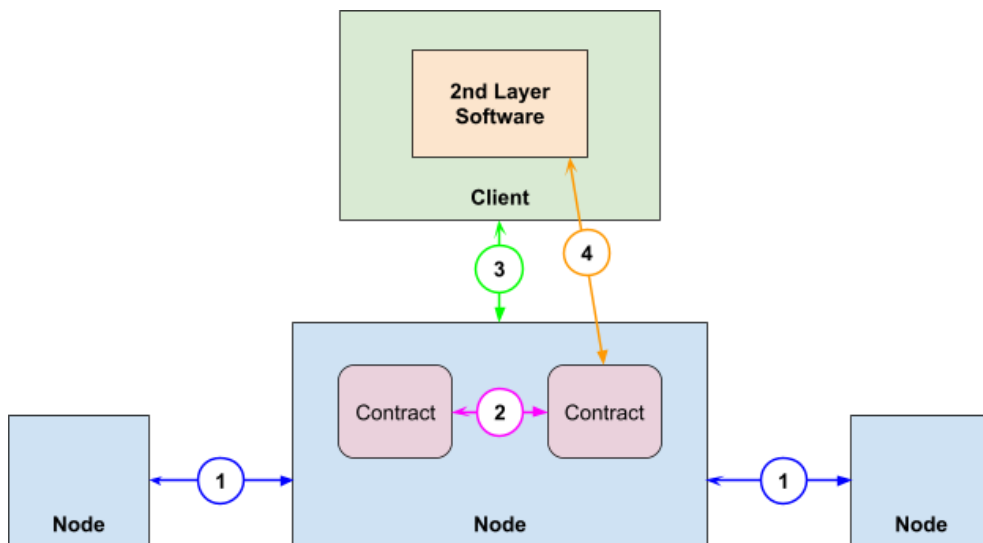 2nd Layer
Software
Client
3
4
Contract
2
Contract
1
1
Node
Node
Node